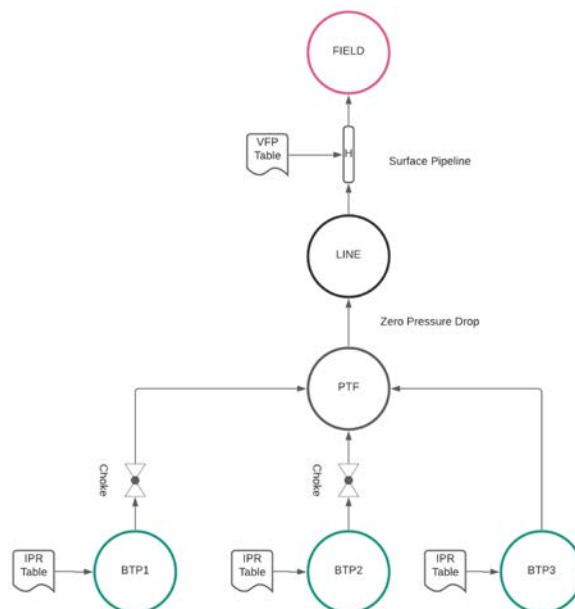 FIELD
VFP
Table
H
Surface Pipeline
LINE
Zero Pressure Drop
PTF
Choke
Choke
IPR
Table
BTP1
IPR
Table
BTP2
IPR
Table
BTP3